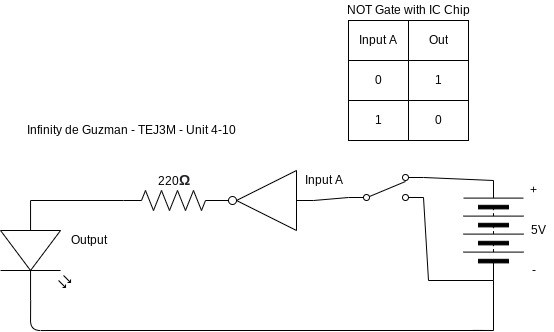 NOT Gate with IC Chip
Input A Out
0 1
1 0
Infinity de Guzman - TEJ3M - Unit 4-10
220Ω
Input A
Output
+
5V
-